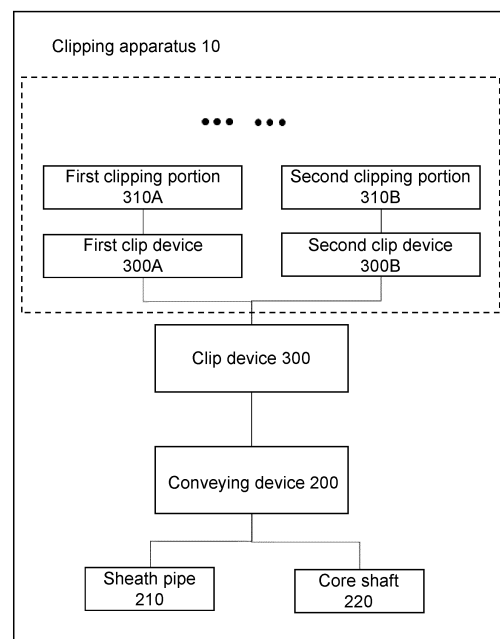 Clipping apparatus 10
••• •••
First clipping portion
310A
Second clipping portion
310B
First clip device
300A
Second clip device
300B
Clip device 300
Conveying device 200
Sheath pipe
210
Core shaft
220